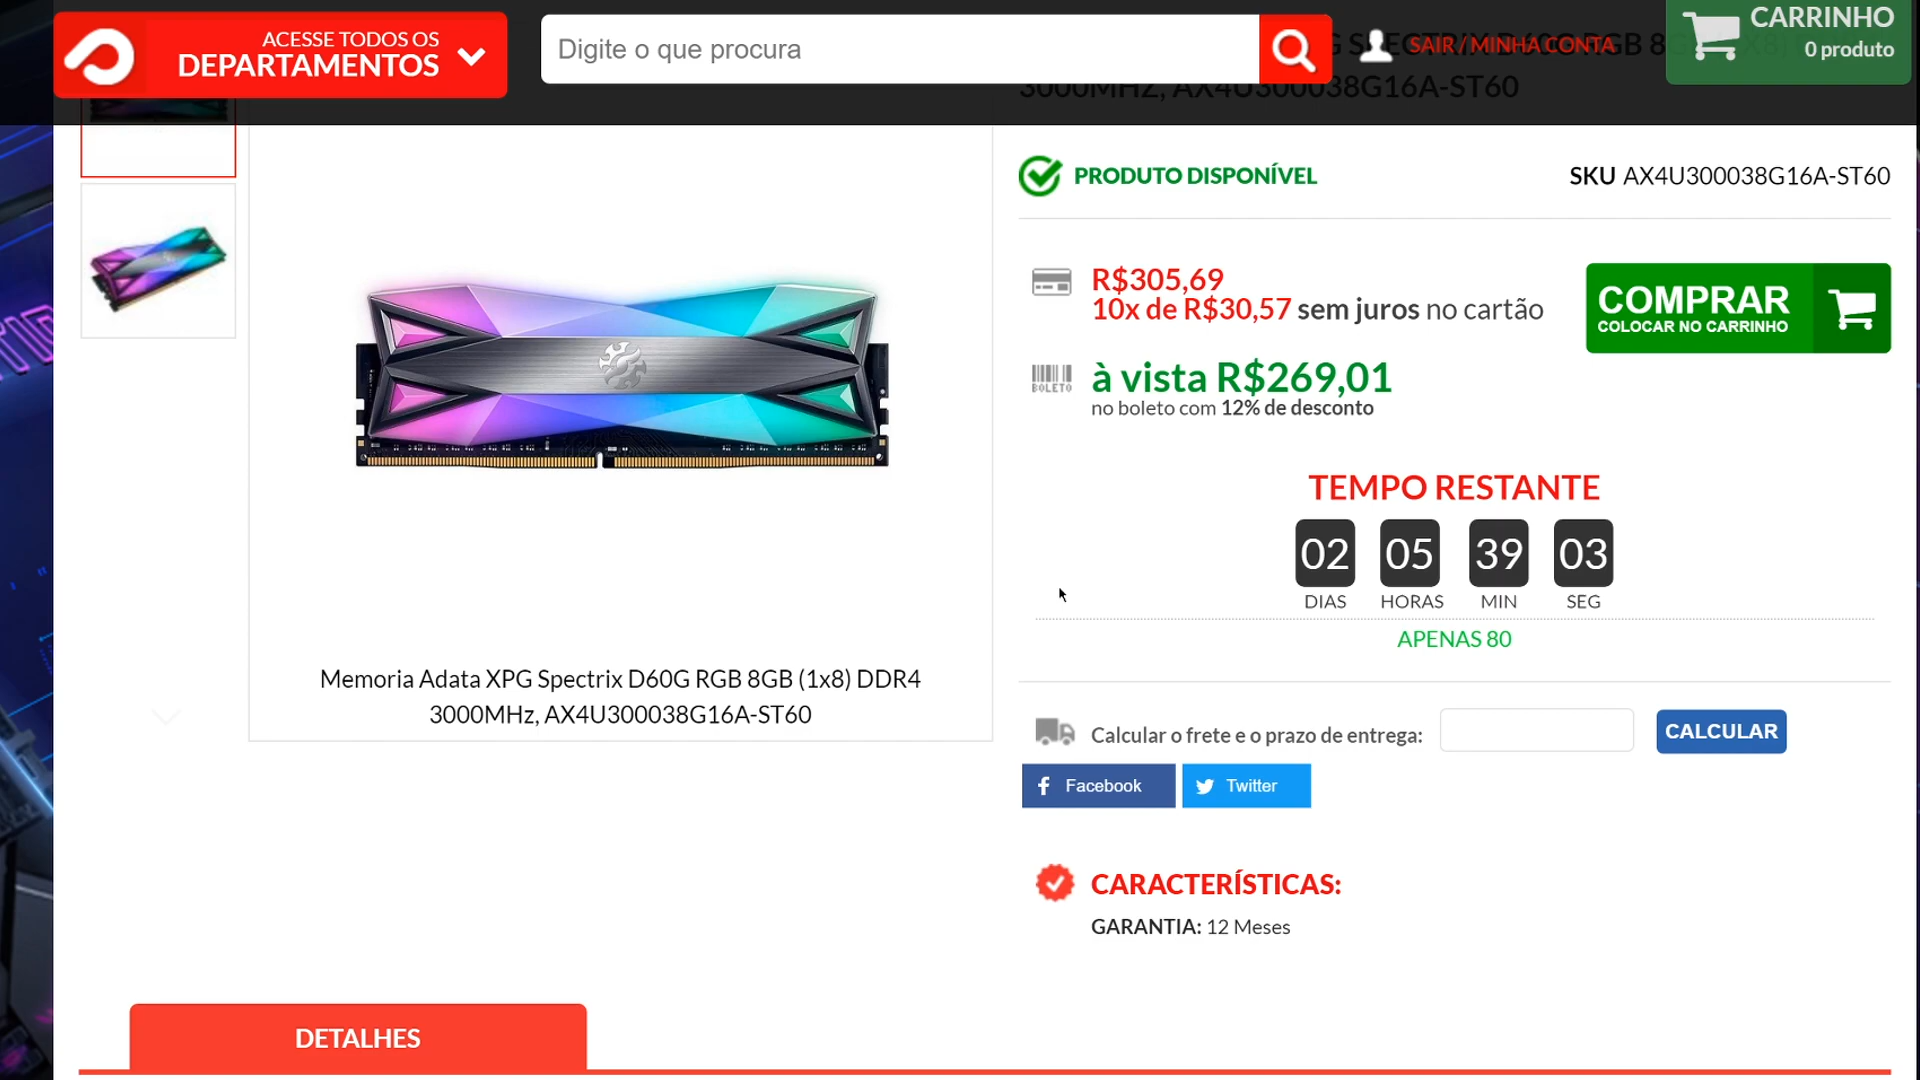 ACESSE TODOS OS
DEPARTAMENTOS
Digite o que procura
SAIR / MINHA CONTA
CARRINHO
0 produto
3000MHZ, AX4U300038G16A-ST60
PRODUTO DISPONÍVEL
SKU AX4U300038G16A-ST60
R$305,69
10x de R$30,57 sem juros no cartão
COMPRAR
COLOCAR NO CARRINHO
BOLETO
à vista R$269,01
no boleto com 12% de desconto
TEMPO RESTANTE
02 05 39 03
DIAS HORAS MIN SEG
APENAS 80
Memoria Adata XPG Spectrix D60G RGB 8GB (1x8) DDR4
3000MHz, AX4U300038G16A-ST60
Calcular o frete e o prazo de entrega:
CALCULAR
Facebook
Twitter
CARACTERÍSTICAS:
GARANTIA: 12 Meses
DETALHES